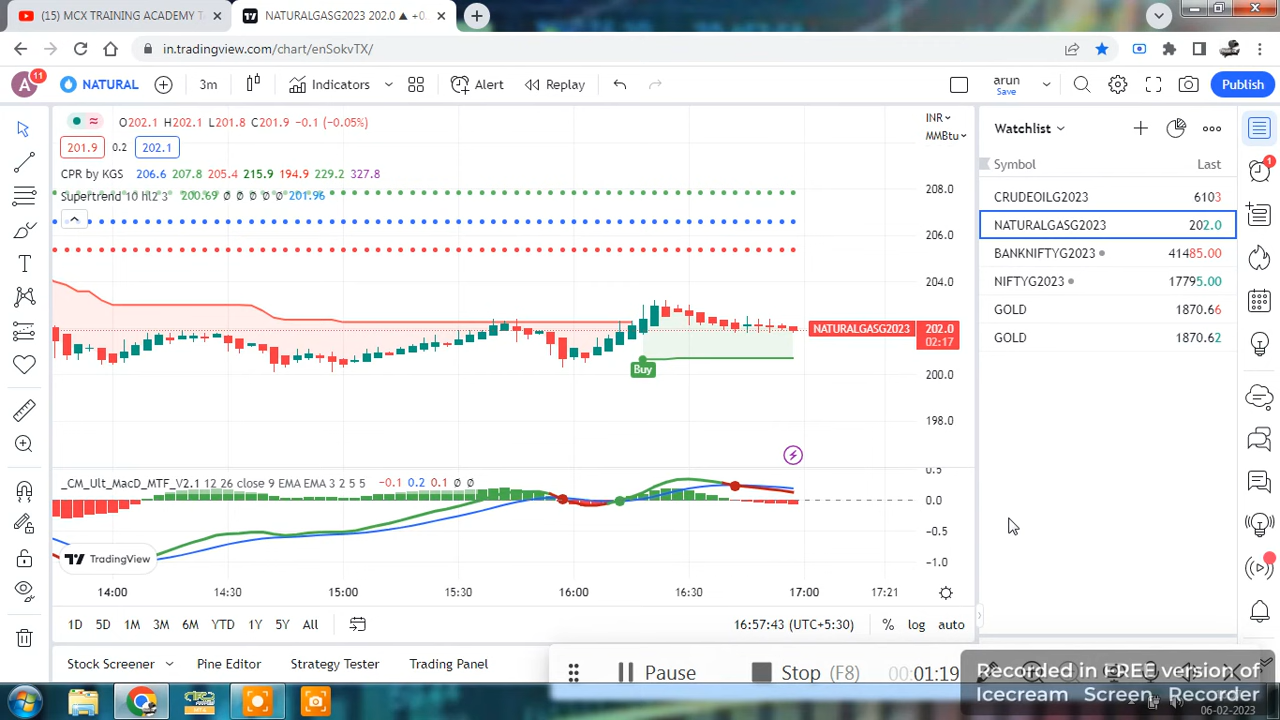 (15) MCX TRAINING ACADEMY T
NATURALGASG2023 202.0 ▲ +0.
in.tradingview.com/chart/enSokvTX/
A
11
NATURAL
3m
Indicators
Alert
Replay
arun
Save
Publish
O202.1 H202.1 L201.8 C201.9 −0.1 (−0.05%)
201.9
0.2
202.1
CPR by KGS 206.6 207.8 205.4 215.9 194.9 229.2 327.8
Supertrend 10 hl2 3 200.69 Ø Ø Ø Ø Ø 201.96
INR
MMBtu
208.0
206.0
204.0
NATURALGASG2023
202.0
02:17
200.0
198.0
Buy
_CM_Ult_MacD_MTF_V2.1 12 26 close 9 EMA EMA 3 2 5 5 −0.1 0.2 0.1 Ø Ø
0.5
0.0
−0.5
−1.0
TradingView
14:00
14:30
15:00
15:30
16:00
16:30
17:00
17:21
1D
5D
1M
3M
6M
YTD
1Y
5Y
All
16:57:43 (UTC+5:30)
%
log
auto
Watchlist
Symbol
Last
CRUDEOILG2023
6103
NATURALGASG2023
202.0
BANKNIFTYG2023
41485.00
NIFTYG2023
17795.00
GOLD
1870.66
GOLD
1870.62
1
Stock Screener
Pine Editor
Strategy Tester
Trading Panel
Pause
Stop (F8)
00:01:19
Recorded in FREE version of
Icecream Screen Recorder
06-02-2023